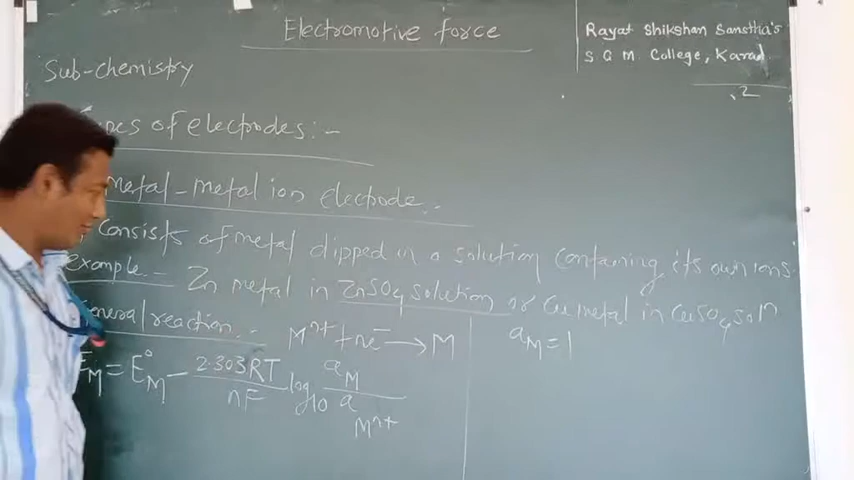 Electromotive force
Rayat Shikshan Sanstha's
S G M College, Karad
.2
Sub-Chemistry
Types of electrodes:-
metal-metal ion electrode.-
Consists of metal dipped in a solution containing its own ions.
example.- Zn metal in ZnSO4 solution or Cu metal in CuSO4 soln
General reaction.- Mⁿ⁺ + ne⁻ → M
aM = 1
EM = E°M - 2.303RT/nF log10 aM/aMⁿ⁺